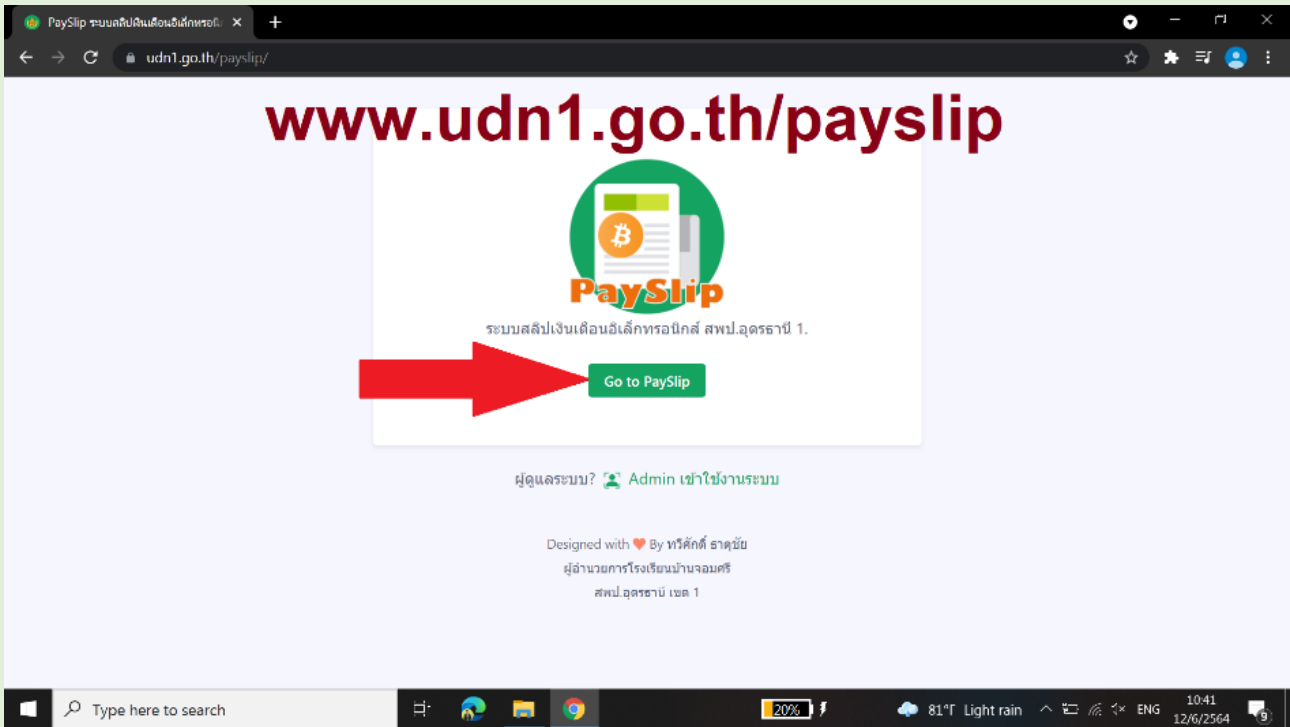 PaySlip ระบบสลิปเงินเดือนอิเล็กทรอนิ
udn1.go.th/payslip/
www.udn1.go.th/payslip
PaySlip
ระบบสลิปเงินเดือนอิเล็กทรอนิกส์ สพป.อุดรธานี 1.
Go to PaySlip
ผู้ดูแลระบบ? Admin เข้าใช้งานระบบ
Designed with ❤ By ทวีศักดิ์ ธาตุชัย
ผู้อำนวยการโรงเรียนบ้านจอมศรี
สพป.อุดรธานี เขต 1
Type here to search
20%
81°F Light rain
ENG
10:41
12/6/2564
9